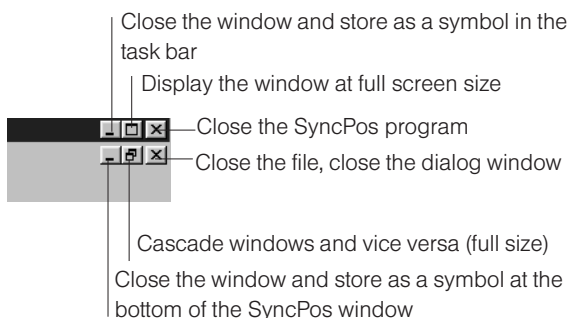 Close the window and store as a symbol in the
task bar
Display the window at full screen size
Close the SyncPos program
Close the file, close the dialog window
Cascade windows and vice versa (full size)
Close the window and store as a symbol at the
bottom of the SyncPos window